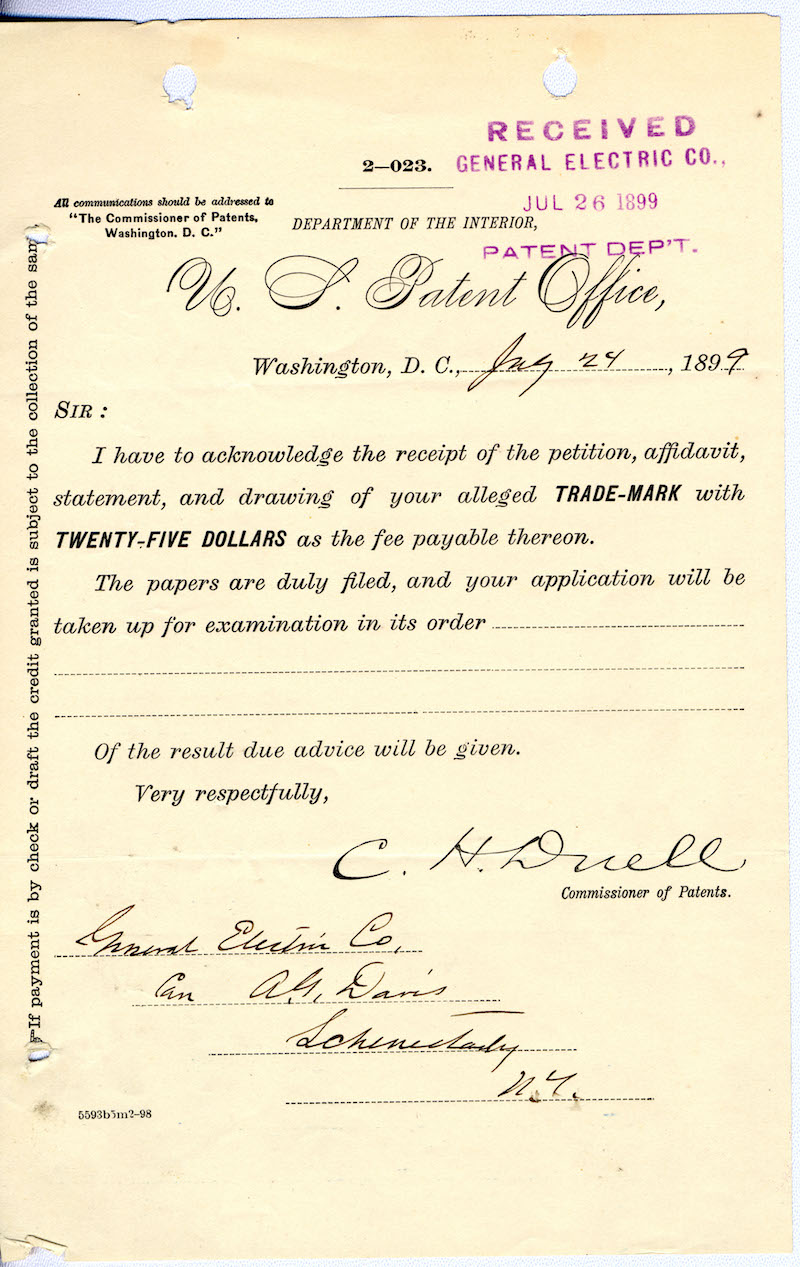 RECEIVED
2—023.
GENERAL ELECTRIC CO.,
JUL 26 1899
All communications should be addressed to
"The Commissioner of Patents,
Washington. D. C."
DEPARTMENT OF THE INTERIOR,
PATENT DEP'T.
U. S. Patent Office,
Washington, D. C., July 24, 1899
SIR :
I have to acknowledge the receipt of the petition, affidavit,
statement, and drawing of your alleged TRADE-MARK with
TWENTY-FIVE DOLLARS as the fee payable thereon.
The papers are duly filed, and your application will be
taken up for examination in its order
Of the result due advice will be given.
Very respectfully,
C. H. Duell
Commissioner of Patents.
General Electric Co,
Care A.G. Davis
Schenectady
N.Y.
5593b5m2–98
If payment is by check or draft the credit granted is subject to the collection of the sam